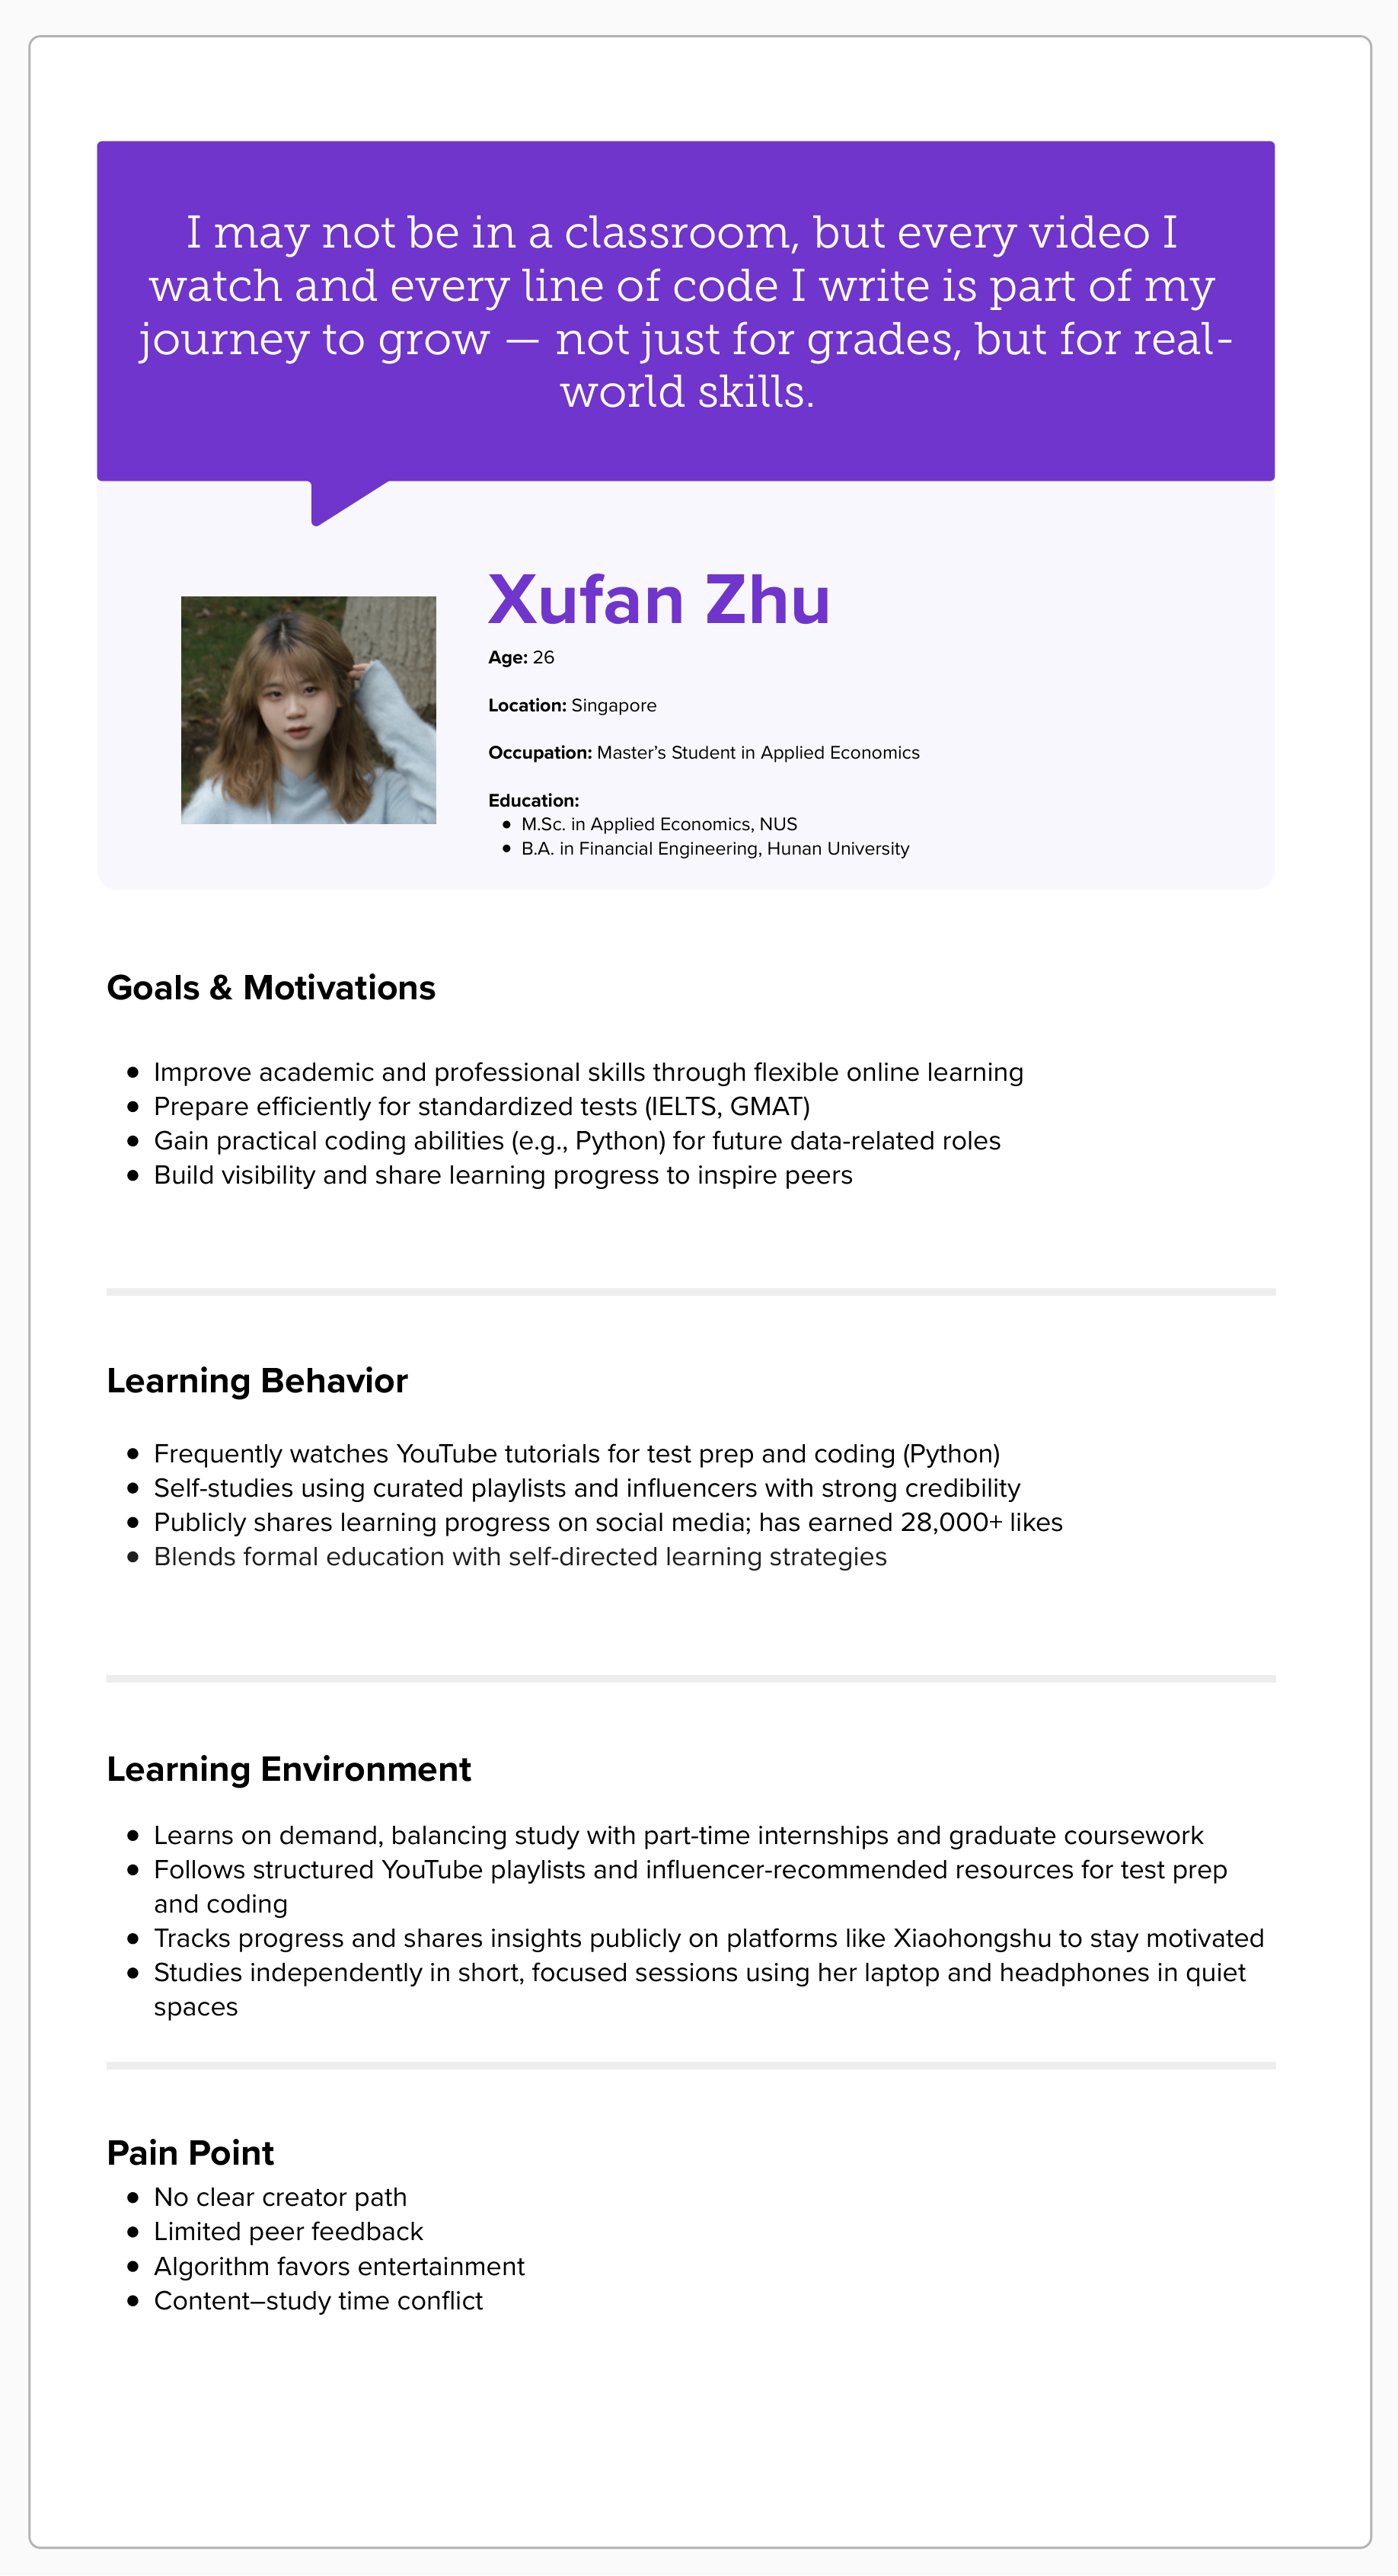 I may not be in a classroom, but every video I
watch and every line of code I write is part of my
journey to grow — not just for grades, but for real-
world skills.
Xufan Zhu
Age: 26
Location: Singapore
Occupation: Master’s Student in Applied Economics
Education:
● M.Sc. in Applied Economics, NUS
● B.A. in Financial Engineering, Hunan University
Goals & Motivations
● Improve academic and professional skills through flexible online learning
● Prepare efficiently for standardized tests (IELTS, GMAT)
● Gain practical coding abilities (e.g., Python) for future data-related roles
● Build visibility and share learning progress to inspire peers
Learning Behavior
● Frequently watches YouTube tutorials for test prep and coding (Python)
● Self-studies using curated playlists and influencers with strong credibility
● Publicly shares learning progress on social media; has earned 28,000+ likes
● Blends formal education with self-directed learning strategies
Learning Environment
● Learns on demand, balancing study with part-time internships and graduate coursework
● Follows structured YouTube playlists and influencer-recommended resources for test prep
and coding
● Tracks progress and shares insights publicly on platforms like Xiaohongshu to stay motivated
● Studies independently in short, focused sessions using her laptop and headphones in quiet
spaces
Pain Point
● No clear creator path
● Limited peer feedback
● Algorithm favors entertainment
● Content–study time conflict